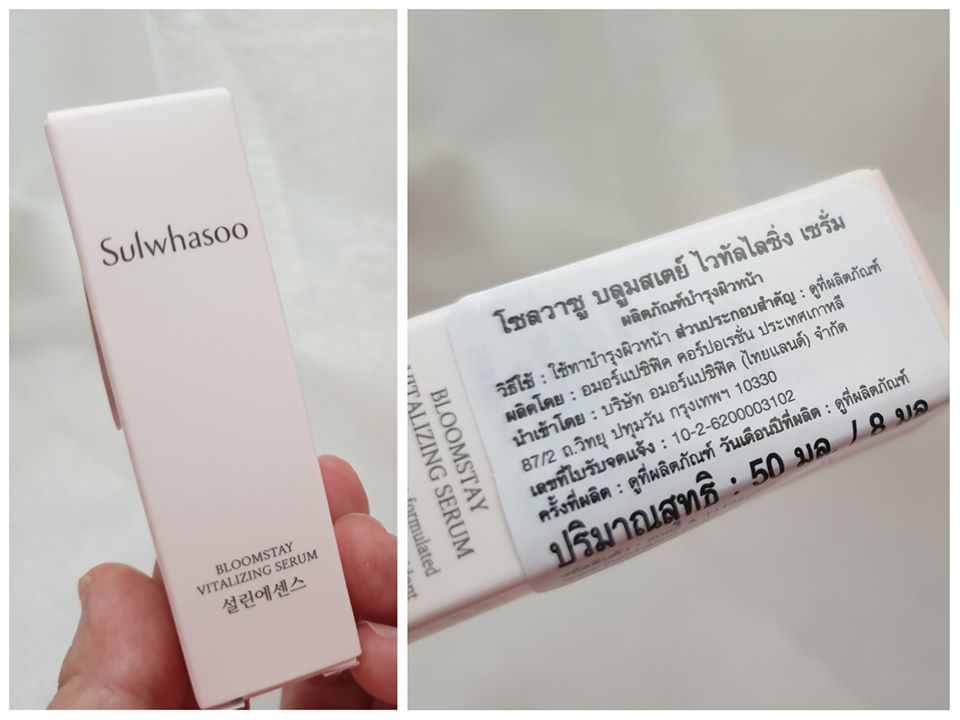 Sulwhasoo
BLOOMSTAY
VITALIZING SERUM
설린에센스
BLOOMSTAY
VITALIZING SERUM
formulated
โซลวาซู บลูมสเตย์ ไวทัลไลซิ่ง เซรั่ม
ผลิตภัณฑ์บำรุงผิวหน้า
วิธีใช้ : ใช้ทาบำรุงผิวหน้า ส่วนประกอบสำคัญ : ดูที่ผลิตภัณฑ์
ผลิตโดย : อมอร์แปซิฟิค คอร์ปอเรชั่น ประเทศเกาหลี
นำเข้าโดย : บริษัท อมอร์แปซิฟิค (ไทยแลนด์) จำกัด
87/2 ถ.วิทยุ ปทุมวัน กรุงเทพฯ 10330
เลขที่ใบรับจดแจ้ง : 10-2-6200003102
ครั้งที่ผลิต : ดูที่ผลิตภัณฑ์ วันเดือนปีที่ผลิต : ดูที่ผลิตภัณฑ์
ปริมาณสุทธิ : 50 มล. / 8 มล